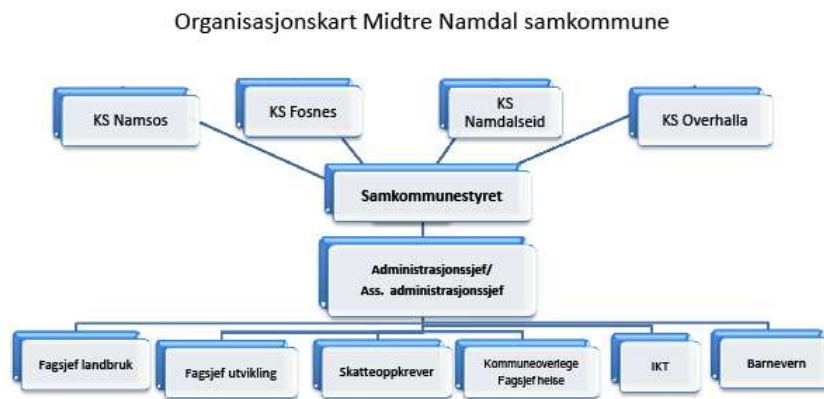 Organisasjonskart Midtre Namdal samkommune
KS Namsos
KS Fosnes
KS
Namdalseid
KS Overhalla
Samkommunestyret
Administrasjonssjef/
Ass. administrasjonssjef
Fagsjef landbruk
Fagsjef utvikling
Skatteoppkrever
Kommuneoverlege
Fagsjef helse
IKT
Barnevern